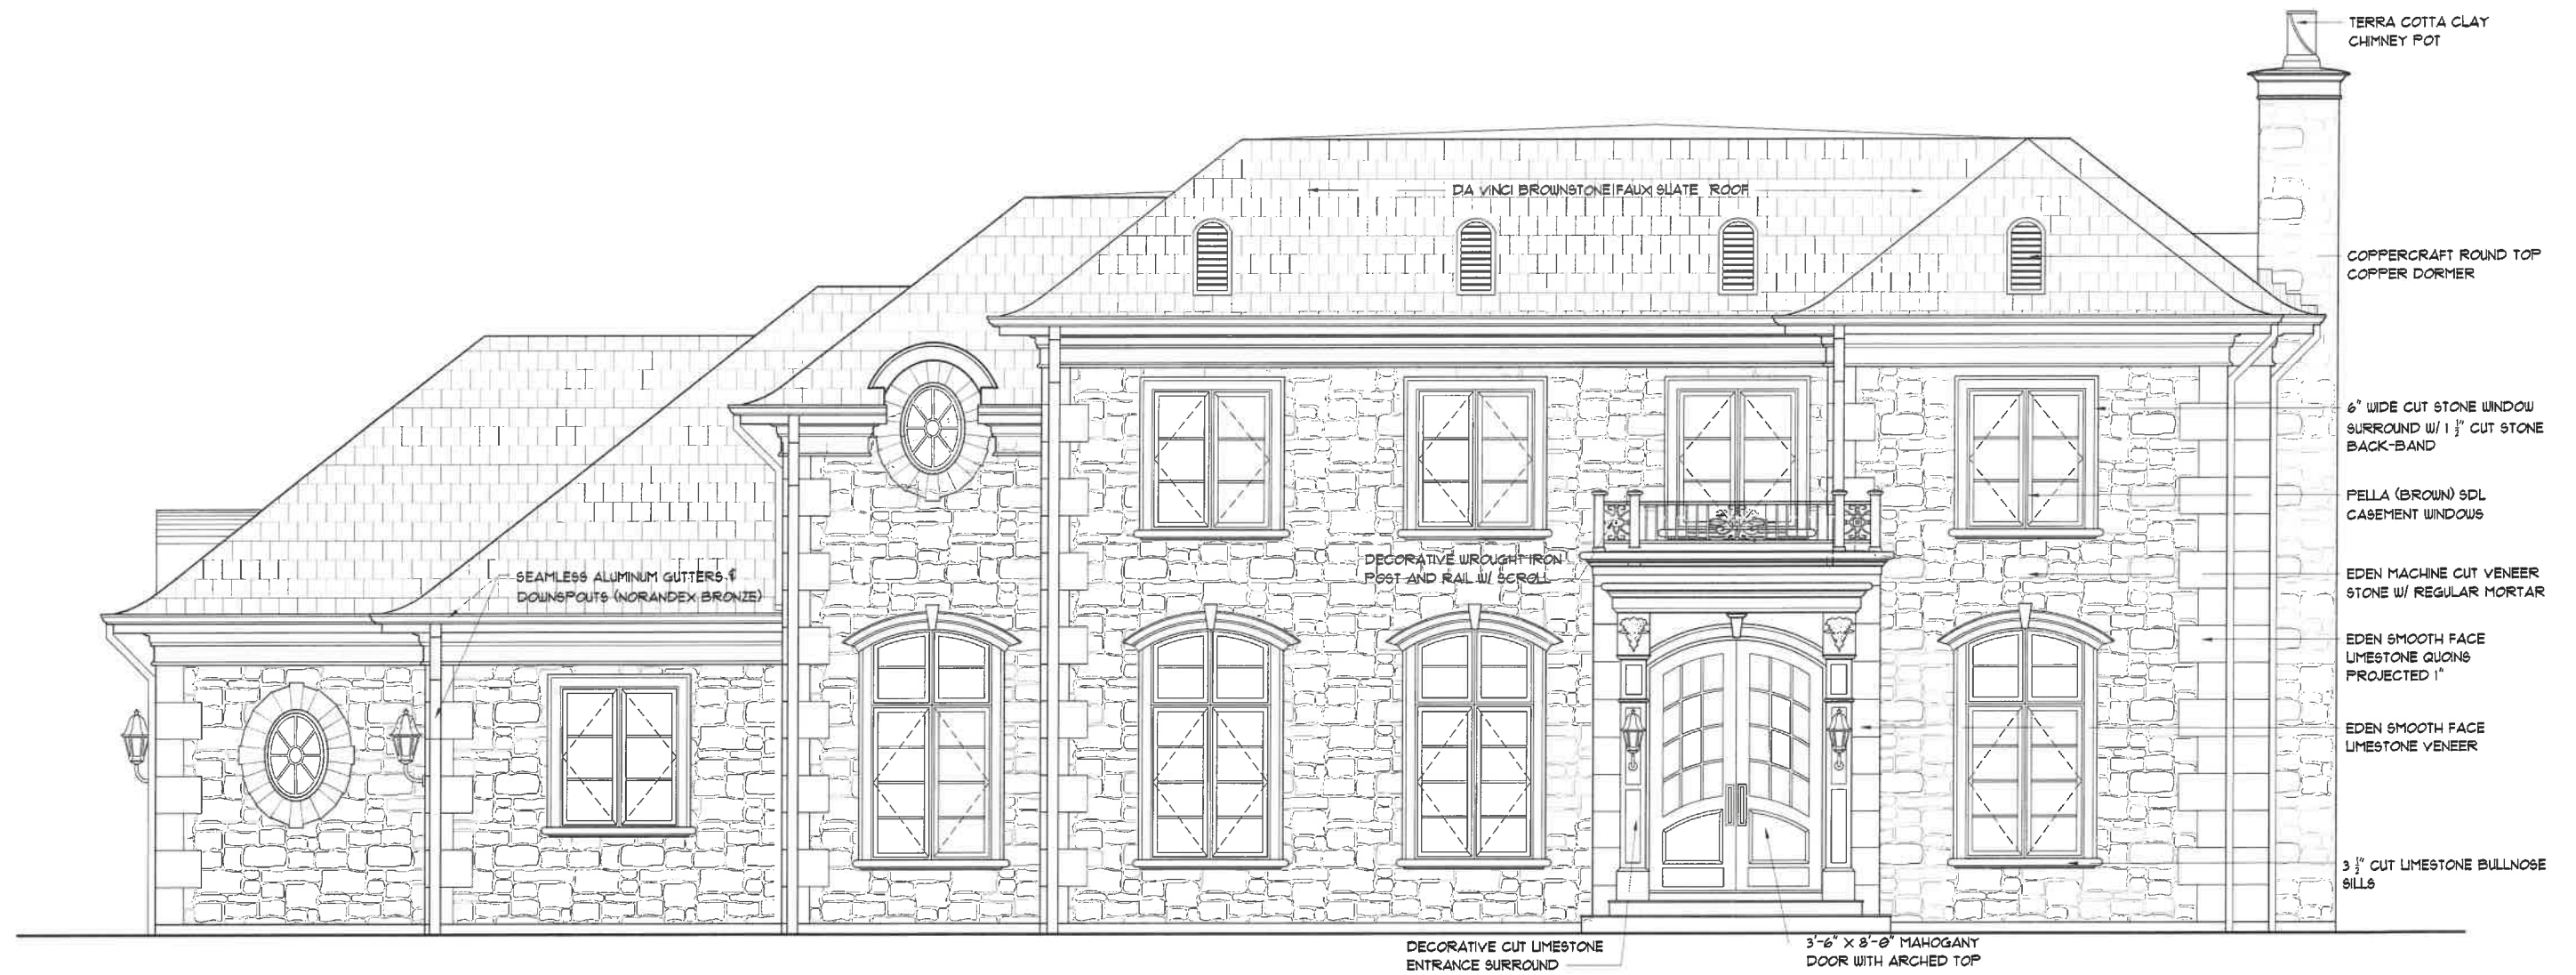 TERRA COTTA CLAY
CHIMNEY POT
DA VINCI BROWNSTONE FAUX SLATE ROOF
COPPERCRAFT ROUND TOP
COPPER DORMER
6" WIDE CUT STONE WINDOW
SURROUND W/ 1 ½" CUT STONE
BACK-BAND
PELLA (BROWN) SDL
CASEMENT WINDOWS
DECORATIVE WROUGHT IRON
POST AND RAIL W/ SCROLL
SEAMLESS ALUMINUM GUTTERS &
DOWNSPOUTS (NORANDEX BRONZE)
EDEN MACHINE CUT VENEER
STONE W/ REGULAR MORTAR
EDEN SMOOTH FACE
LIMESTONE QUOINS
PROJECTED 1"
EDEN SMOOTH FACE
LIMESTONE VENEER
3 ½" CUT LIMESTONE BULLNOSE
SILLS
DECORATIVE CUT LIMESTONE
ENTRANCE SURROUND
3'-6" X 8'-0" MAHOGANY
DOOR WITH ARCHED TOP